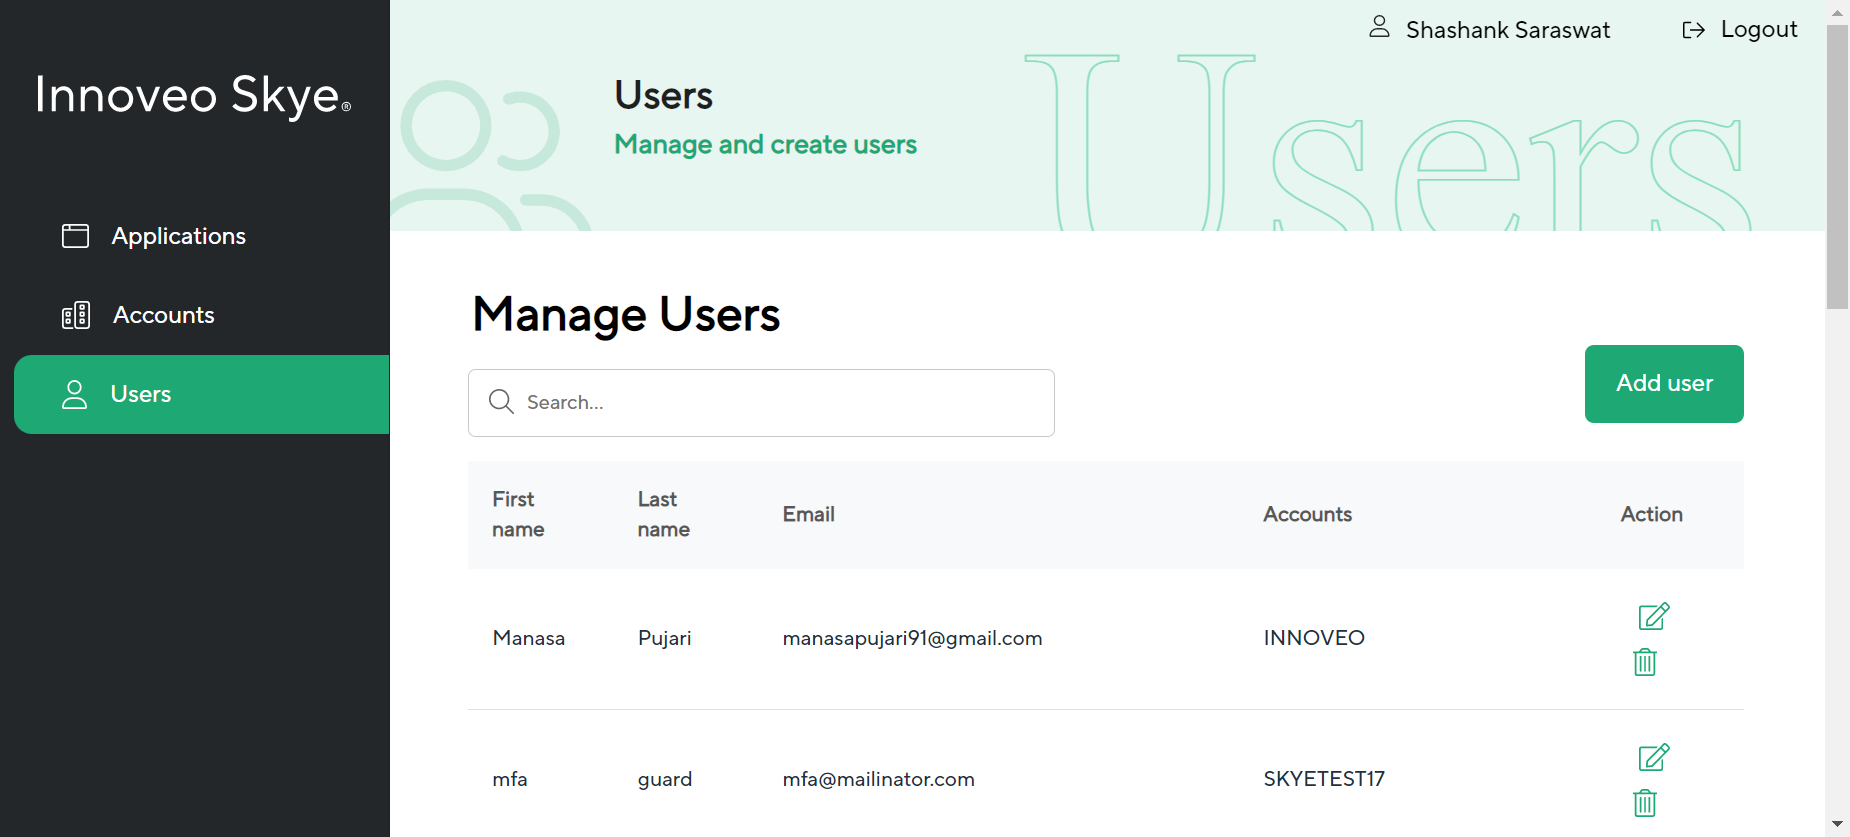 Innoveo Skye®
Applications
Accounts
Users
Shashank Saraswat
Logout
Users
Manage and create users
Users
Manage Users
Search...
Add user
First name
Last name
Email
Accounts
Action
Manasa
Pujari
manasapujari91@gmail.com
INNOVEO
mfa
guard
mfa@mailinator.com
SKYETEST17